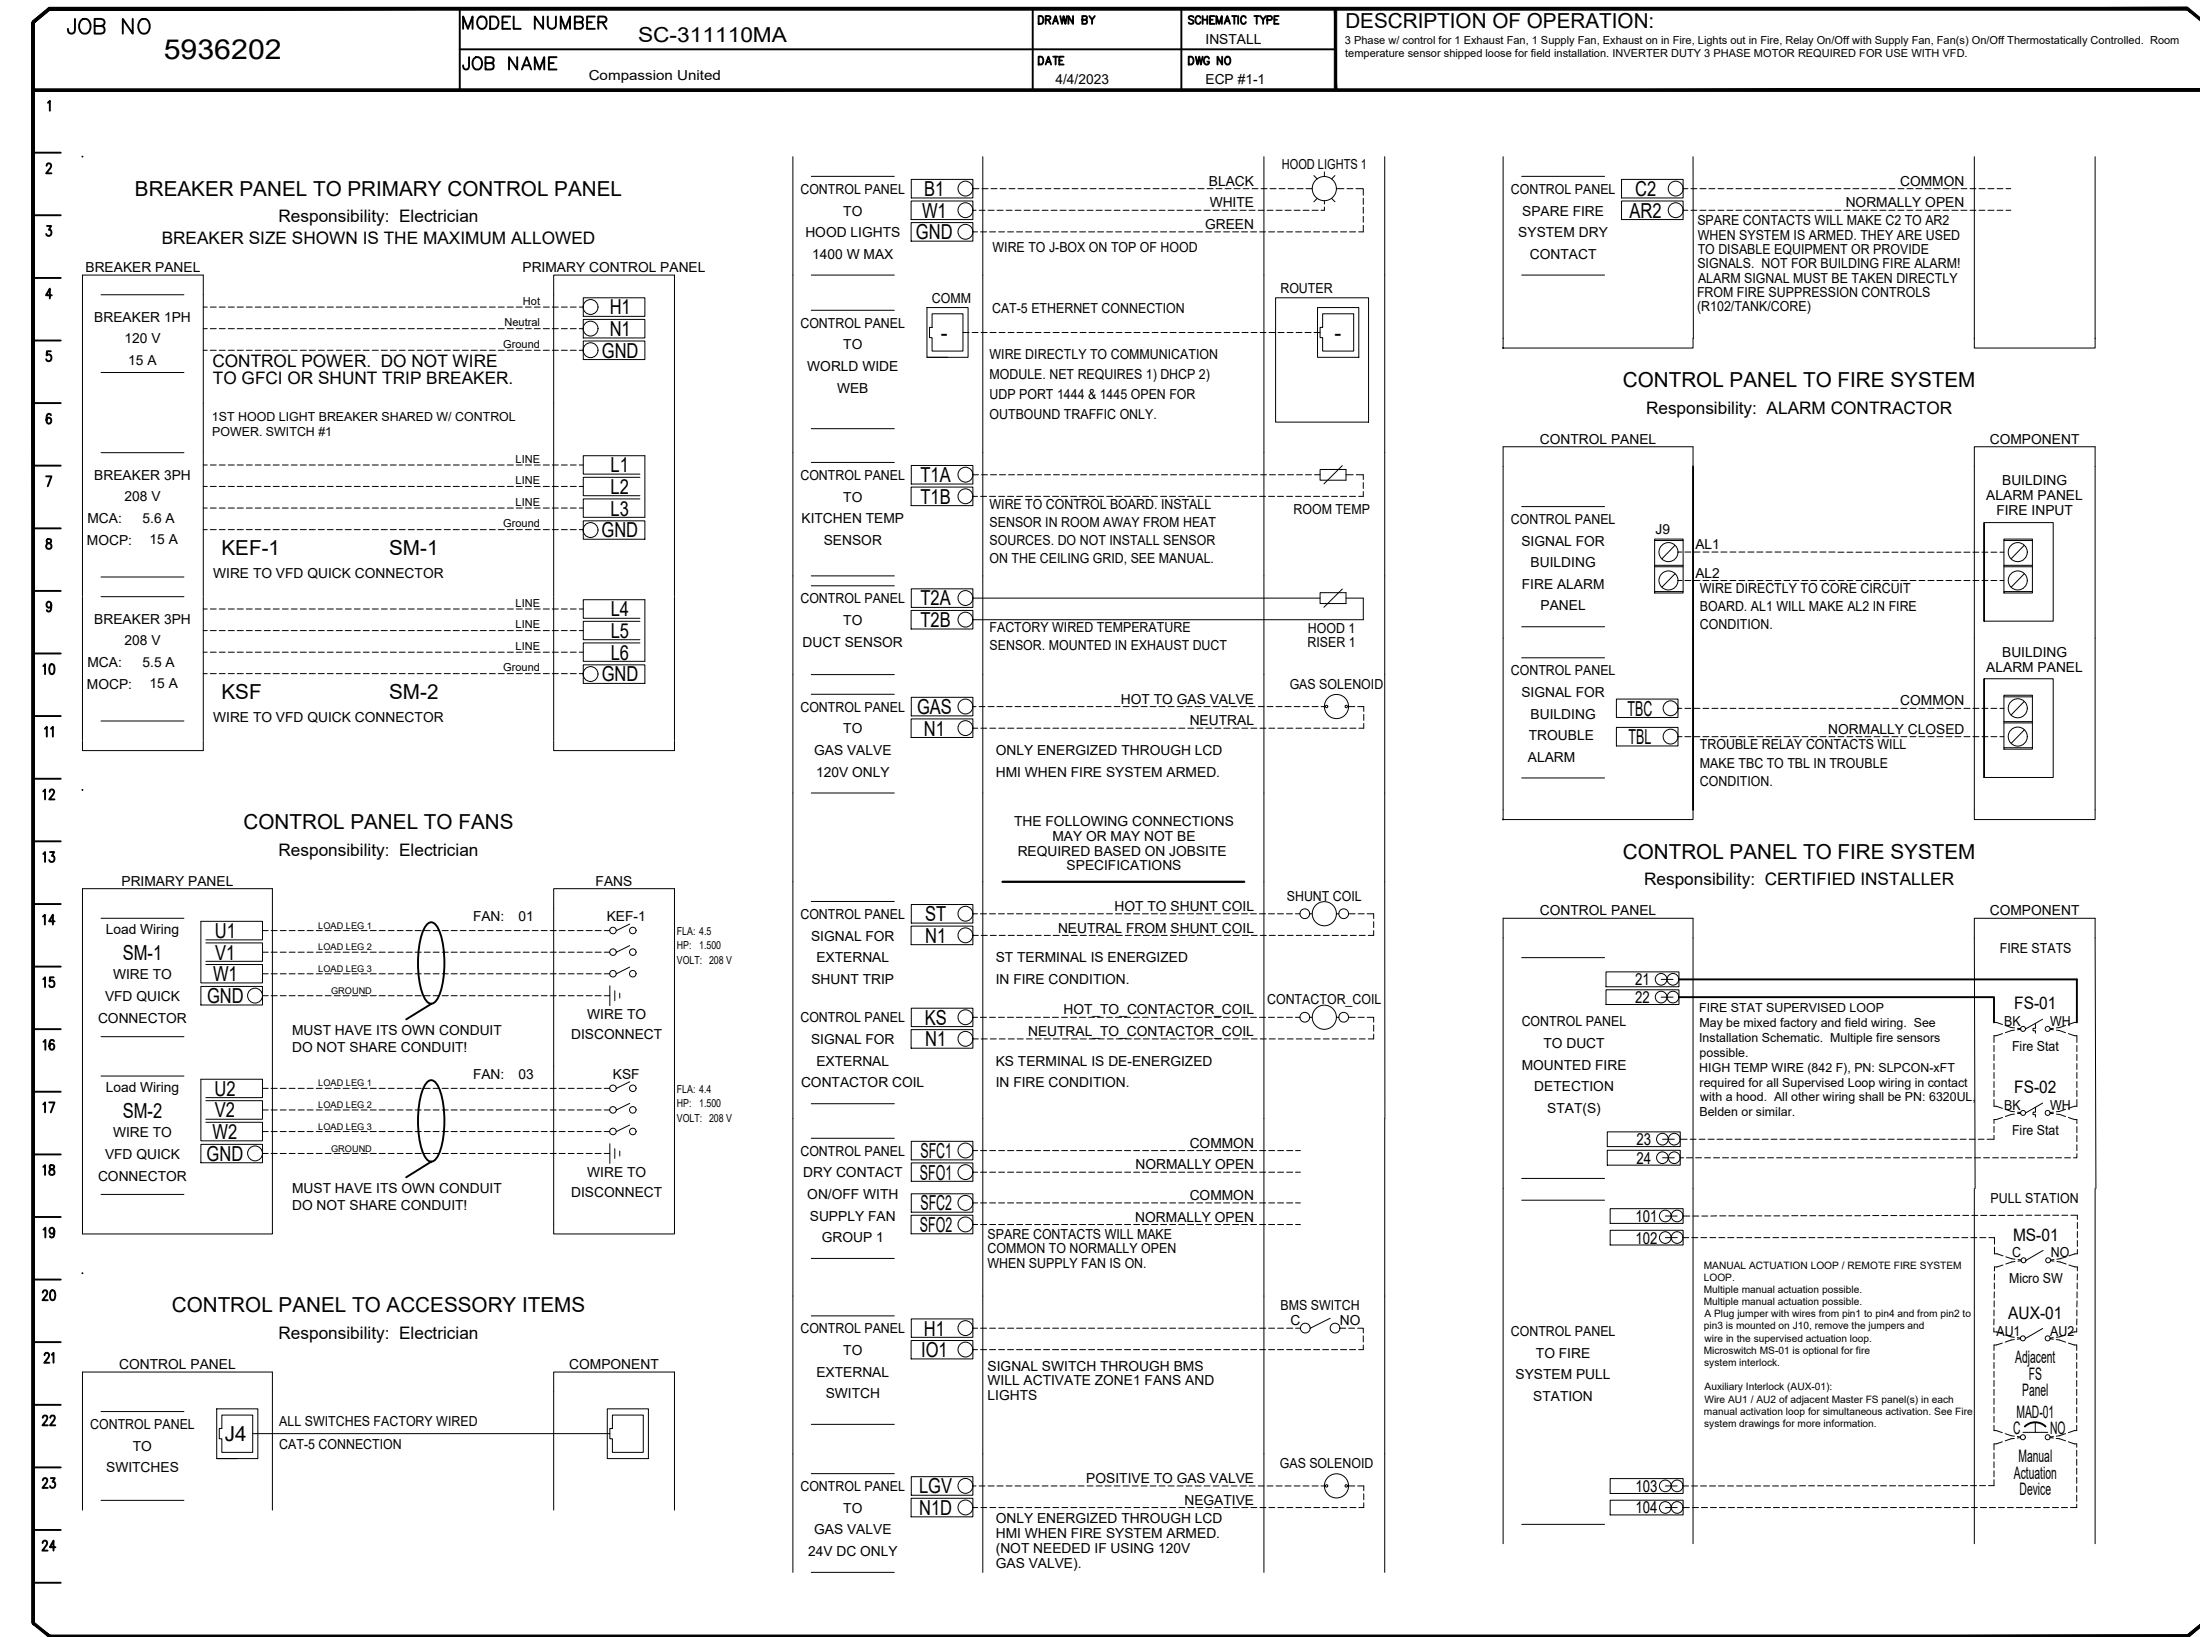 JOB NO
5936202
MODEL NUMBER
SC-311110MA
JOB NAME
Compassion United
DRAWN BY
DATE
4/4/2023
SCHEMATIC TYPE
INSTALL
DWG NO
ECP #1-1
DESCRIPTION OF OPERATION:
3 Phase w/ control for 1 Exhaust Fan, 1 Supply Fan, Exhaust on in Fire, Lights out in Fire, Relay On/Off with Supply Fan, Fan(s) On/Off Thermostatically Controlled. Room
temperature sensor shipped loose for field installation. INVERTER DUTY 3 PHASE MOTOR REQUIRED FOR USE WITH VFD.
1
2
3
4
5
6
7
8
9
10
11
12
13
14
15
16
17
18
19
20
21
22
23
24
BREAKER PANEL TO PRIMARY CONTROL PANEL
Responsibility: Electrician
BREAKER SIZE SHOWN IS THE MAXIMUM ALLOWED
BREAKER PANEL
PRIMARY CONTROL PANEL
BREAKER 1PH
120 V
15 A
Hot
H1
Neutral
N1
Ground
GND
CONTROL POWER. DO NOT WIRE
TO GFCI OR SHUNT TRIP BREAKER.
1ST HOOD LIGHT BREAKER SHARED W/ CONTROL
POWER. SWITCH #1
BREAKER 3PH
208 V
MCA: 5.6 A
MOCP: 15 A
LINE
L1
LINE
L2
LINE
L3
Ground
GND
KEF-1 SM-1
WIRE TO VFD QUICK CONNECTOR
BREAKER 3PH
208 V
MCA: 5.5 A
MOCP: 15 A
LINE
L4
LINE
L5
LINE
L6
Ground
GND
KSF SM-2
WIRE TO VFD QUICK CONNECTOR
CONTROL PANEL TO FANS
Responsibility: Electrician
PRIMARY PANEL
FANS
Load Wiring
SM-1
WIRE TO
VFD QUICK
CONNECTOR
U1
V1
W1
GND
LOAD LEG 1
LOAD LEG 2
LOAD LEG 3
GROUND
FAN: 01
KEF-1
FLA: 4.5
HP: 1.500
VOLT: 208 V
WIRE TO
DISCONNECT
MUST HAVE ITS OWN CONDUIT
DO NOT SHARE CONDUIT!
Load Wiring
SM-2
WIRE TO
VFD QUICK
CONNECTOR
U2
V2
W2
GND
LOAD LEG 1
LOAD LEG 2
LOAD LEG 3
GROUND
FAN: 03
KSF
FLA: 4.4
HP: 1.500
VOLT: 208 V
WIRE TO
DISCONNECT
MUST HAVE ITS OWN CONDUIT
DO NOT SHARE CONDUIT!
CONTROL PANEL TO ACCESSORY ITEMS
Responsibility: Electrician
CONTROL PANEL
COMPONENT
CONTROL PANEL
TO
SWITCHES
J4
ALL SWITCHES FACTORY WIRED
CAT-5 CONNECTION
CONTROL PANEL
TO
HOOD LIGHTS
1400 W MAX
B1
W1
GND
BLACK
WHITE
GREEN
HOOD LIGHTS 1
WIRE TO J-BOX ON TOP OF HOOD
CONTROL PANEL
TO
WORLD WIDE
WEB
COMM
-
CAT-5 ETHERNET CONNECTION
ROUTER
-
WIRE DIRECTLY TO COMMUNICATION
MODULE. NET REQUIRES 1) DHCP 2)
UDP PORT 1444 & 1445 OPEN FOR
OUTBOUND TRAFFIC ONLY.
CONTROL PANEL
TO
KITCHEN TEMP
SENSOR
T1A
T1B
WIRE TO CONTROL BOARD. INSTALL
SENSOR IN ROOM AWAY FROM HEAT
SOURCES. DO NOT INSTALL SENSOR
ON THE CEILING GRID, SEE MANUAL.
ROOM TEMP
CONTROL PANEL
TO
DUCT SENSOR
T2A
T2B
FACTORY WIRED TEMPERATURE
SENSOR. MOUNTED IN EXHAUST DUCT
HOOD 1
RISER 1
CONTROL PANEL
TO
GAS VALVE
120V ONLY
GAS
N1
HOT TO GAS VALVE
NEUTRAL
GAS SOLENOID
ONLY ENERGIZED THROUGH LCD
HMI WHEN FIRE SYSTEM ARMED.
THE FOLLOWING CONNECTIONS
MAY OR MAY NOT BE
REQUIRED BASED ON JOBSITE
SPECIFICATIONS
CONTROL PANEL
SIGNAL FOR
EXTERNAL
SHUNT TRIP
ST
N1
HOT TO SHUNT COIL
NEUTRAL FROM SHUNT COIL
SHUNT COIL
ST TERMINAL IS ENERGIZED
IN FIRE CONDITION.
CONTROL PANEL
SIGNAL FOR
EXTERNAL
CONTACTOR COIL
KS
N1
HOT_TO_CONTACTOR_COIL
NEUTRAL_TO_CONTACTOR_COIL
CONTACTOR_COIL
KS TERMINAL IS DE-ENERGIZED
IN FIRE CONDITION.
CONTROL PANEL
DRY CONTACT
ON/OFF WITH
SUPPLY FAN
GROUP 1
SFC1
SFO1
SFC2
SFO2
COMMON
NORMALLY OPEN
COMMON
NORMALLY OPEN
SPARE CONTACTS WILL MAKE
COMMON TO NORMALLY OPEN
WHEN SUPPLY FAN IS ON.
CONTROL PANEL
TO
EXTERNAL
SWITCH
H1
IO1
BMS SWITCH
C NO
SIGNAL SWITCH THROUGH BMS
WILL ACTIVATE ZONE1 FANS AND
LIGHTS
CONTROL PANEL
TO
GAS VALVE
24V DC ONLY
LGV
N1D
POSITIVE TO GAS VALVE
NEGATIVE
GAS SOLENOID
ONLY ENERGIZED THROUGH LCD
HMI WHEN FIRE SYSTEM ARMED.
(NOT NEEDED IF USING 120V
GAS VALVE).
CONTROL PANEL
SPARE FIRE
SYSTEM DRY
CONTACT
C2
AR2
COMMON
NORMALLY OPEN
SPARE CONTACTS WILL MAKE C2 TO AR2
WHEN SYSTEM IS ARMED. THEY ARE USED
TO DISABLE EQUIPMENT OR PROVIDE
SIGNALS. NOT FOR BUILDING FIRE ALARM!
ALARM SIGNAL MUST BE TAKEN DIRECTLY
FROM FIRE SUPPRESSION CONTROLS
(R102/TANK/CORE)
CONTROL PANEL TO FIRE SYSTEM
Responsibility: ALARM CONTRACTOR
CONTROL PANEL
COMPONENT
CONTROL PANEL
SIGNAL FOR
BUILDING
FIRE ALARM
PANEL
J9
AL1
AL2
WIRE DIRECTLY TO CORE CIRCUIT
BOARD. AL1 WILL MAKE AL2 IN FIRE
CONDITION.
BUILDING
ALARM PANEL
FIRE INPUT
CONTROL PANEL
SIGNAL FOR
BUILDING
TROUBLE
ALARM
TBC
TBL
COMMON
NORMALLY CLOSED
TROUBLE RELAY CONTACTS WILL
MAKE TBC TO TBL IN TROUBLE
CONDITION.
BUILDING
ALARM PANEL
CONTROL PANEL TO FIRE SYSTEM
Responsibility: CERTIFIED INSTALLER
CONTROL PANEL
COMPONENT
CONTROL PANEL
TO DUCT
MOUNTED FIRE
DETECTION
STAT(S)
21
22
23
24
FIRE STAT SUPERVISED LOOP
May be mixed factory and field wiring. See
Installation Schematic. Multiple fire sensors
possible.
HIGH TEMP WIRE (842 F), PN: SLPCON-xFT
required for all Supervised Loop wiring in contact
with a hood. All other wiring shall be PN: 6320UL,
Belden or similar.
FIRE STATS
FS-01
BK WH
Fire Stat
FS-02
BK WH
Fire Stat
CONTROL PANEL
TO FIRE
SYSTEM PULL
STATION
101
102
103
104
MANUAL ACTUATION LOOP / REMOTE FIRE SYSTEM
LOOP.
Multiple manual actuation possible.
Multiple manual actuation possible.
A Plug jumper with wires from pin1 to pin4 and from pin2 to
pin3 is mounted on J10, remove the jumpers and
wire in the supervised actuation loop.
Microswitch MS-01 is optional for fire
system interlock.
Auxiliary Interlock (AUX-01):
Wire AU1 / AU2 of adjacent Master FS panel(s) in each
manual activation loop for simultaneous activation. See Fire
system drawings for more information.
PULL STATION
MS-01
C NO
Micro SW
AUX-01
AU1 AU2
Adjacent
FS
Panel
MAD-01
C NO
Manual
Actuation
Device